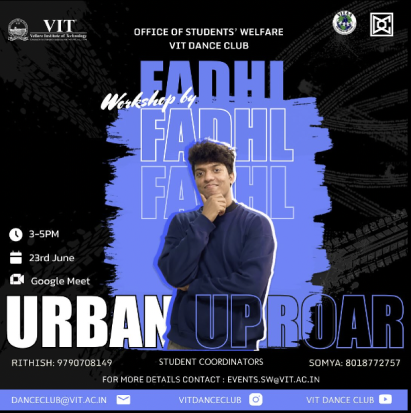 VIT
Vellore Institute of Technology
OFFICE OF STUDENTS' WELFARE
VIT DANCE CLUB
FADHL
Workshop by
FADHL
FADHL
3-5PM
23rd June
Google Meet
URBAN UPROAR
RITHISH: 9790708149
STUDENT COORDINATORS
SOMYA: 8018772757
FOR MORE DETAILS CONTACT : EVENTS.SW@VIT.AC.IN
DANCECLUB@VIT.AC.IN
VITDANCECLUB
VIT DANCE CLUB